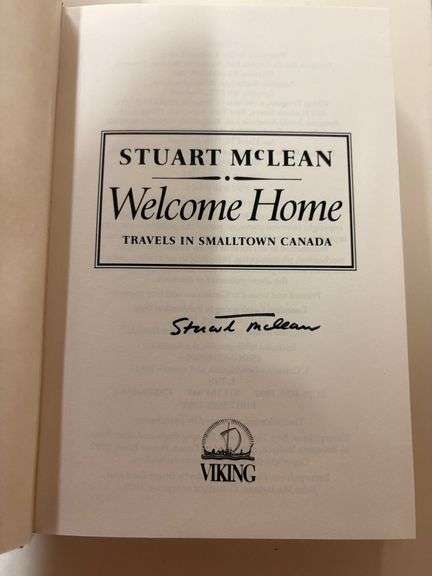 STUART McLEAN
Welcome Home
TRAVELS IN SMALLTOWN CANADA
Stuart McLean
VIKING